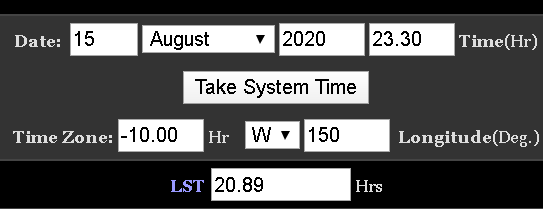 Date: 15 August 2020 23.30 Time(Hr)
Take System Time
Time Zone: -10.00 Hr W 150 Longitude(Deg.)
LST 20.89 Hrs